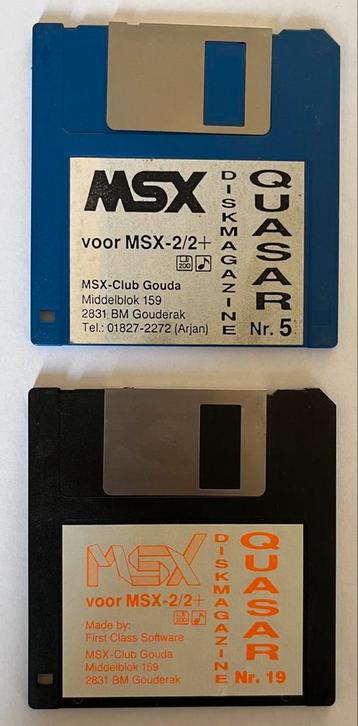 MSX
voor MSX-2/2+
MSX-Club Gouda
Middelblok 159
2831 BM Gouderak
Tel.: 01827-2272 (Arjan)
DISKMAGAZINE
QUASAR
Nr. 5
MSX
voor MSX-2/2+
Made by:
First Class Software
MSX-Club Gouda
Middelblok 159
2831 BM Gouderak
DISKMAGAZINE
QUASAR
Nr. 19